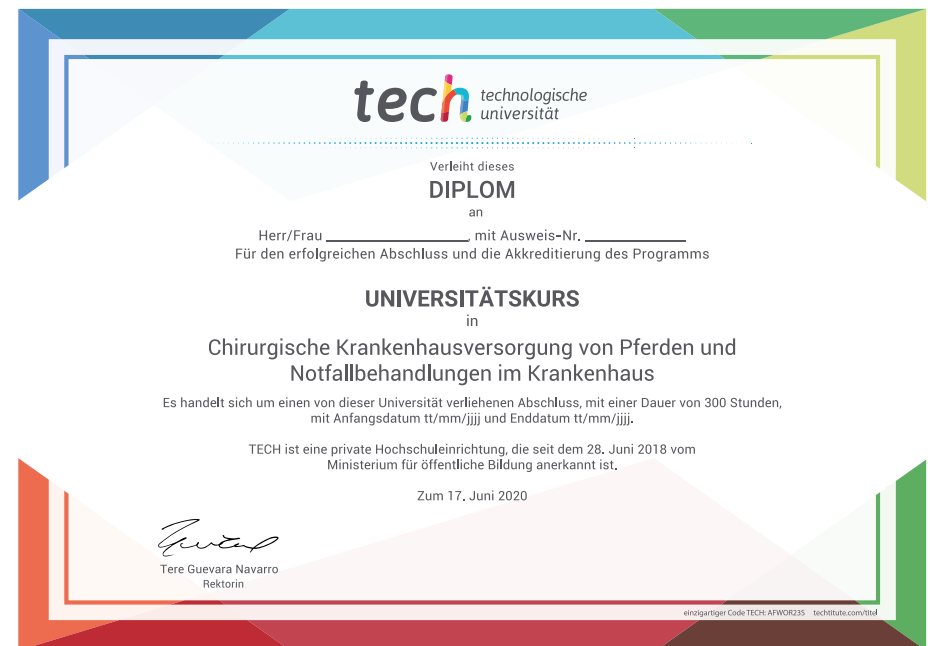 tech technologische
universität
Verleiht dieses
DIPLOM
an
Herr/Frau ________________, mit Ausweis-Nr. ____________
Für den erfolgreichen Abschluss und die Akkreditierung des Programms
UNIVERSITÄTSKURS
in
Chirurgische Krankenhausversorgung von Pferden und
Notfallbehandlungen im Krankenhaus
Es handelt sich um einen von dieser Universität verliehenen Abschluss, mit einer Dauer von 300 Stunden,
mit Anfangsdatum tt/mm/jjjj und Enddatum tt/mm/jjjj.
TECH ist eine private Hochschuleinrichtung, die seit dem 28. Juni 2018 vom
Ministerium für öffentliche Bildung anerkannt ist.
Zum 17. Juni 2020
Tere Guevara Navarro
Rektorin
einzigartiger Code TECH: AFWOR23S techtitute.com/titel